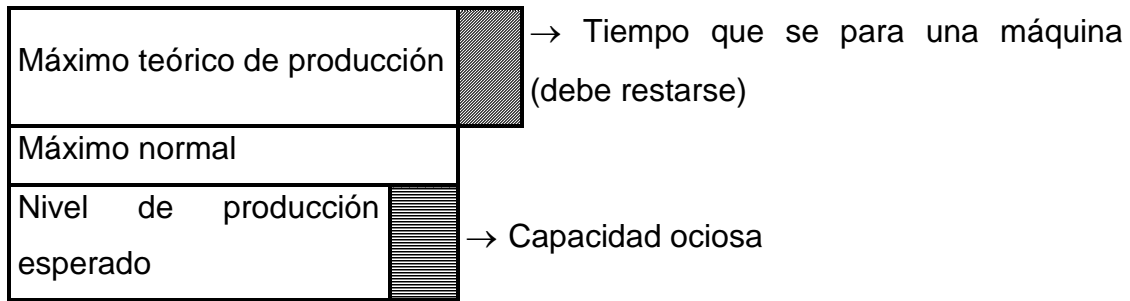 Máximo teórico de producción
→ Tiempo que se para una máquina
(debe restarse)
Máximo normal
Nivel de producción
esperado
→ Capacidad ociosa